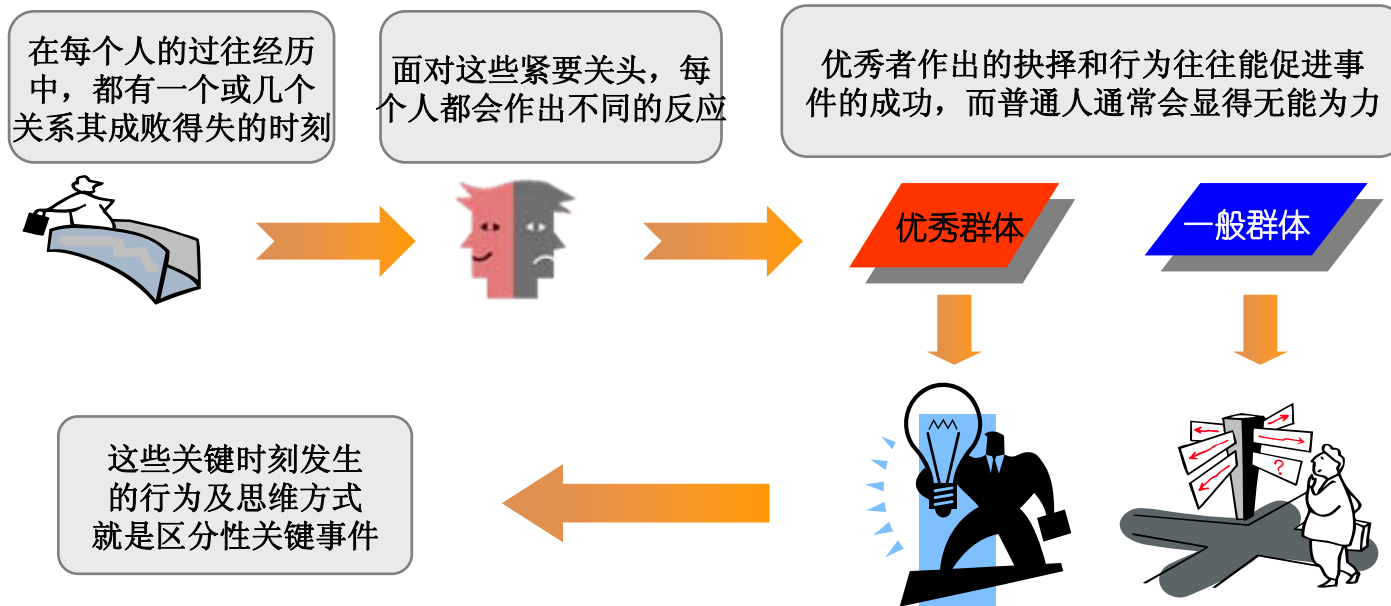 在每个人的过往经历
中，都有一个或几个
关系其成败得失的时刻
面对这些紧要关头，每
个人都会作出不同的反应
优秀者作出的抉择和行为往往能促进事
件的成功，而普通人通常会显得无能为力
优秀群体
一般群体
?
这些关键时刻发生
的行为及思维方式
就是区分性关键事件